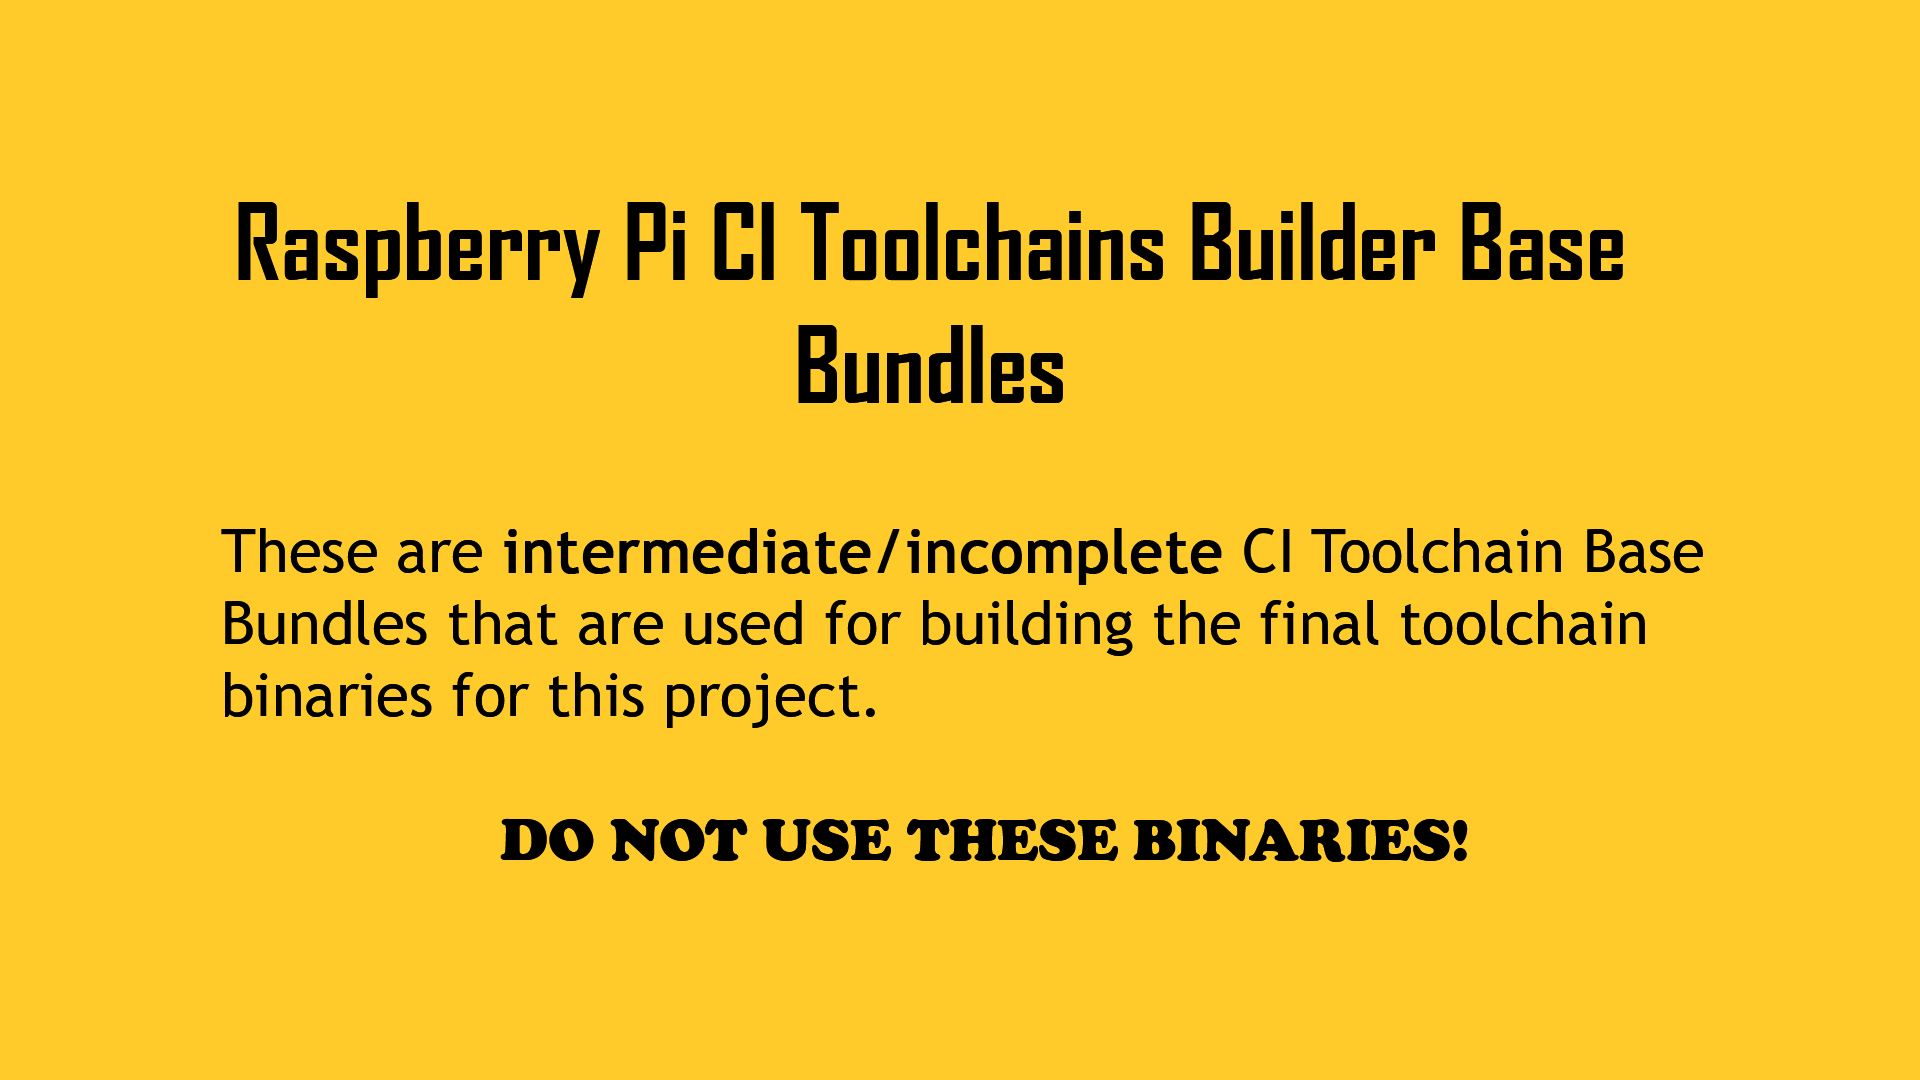 Raspberry Pi CI Toolchains Builder Base
Bundles
These are intermediate/incomplete CI Toolchain Base
Bundles that are used for building the final toolchain
binaries for this project.
DO NOT USE THESE BINARIES!